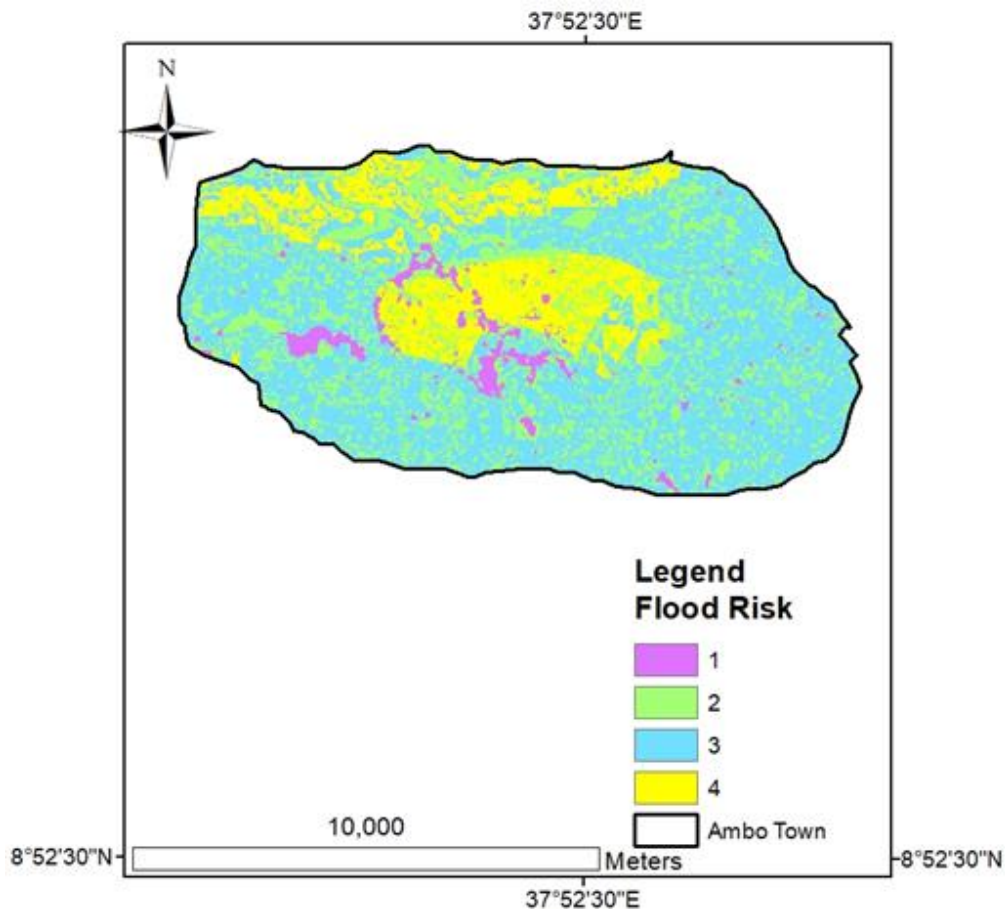 37°52'30"E
N
Legend
Flood Risk
1
2
3
4
Ambo Town
10,000
Meters
8°52'30"N
8°52'30"N
37°52'30"E